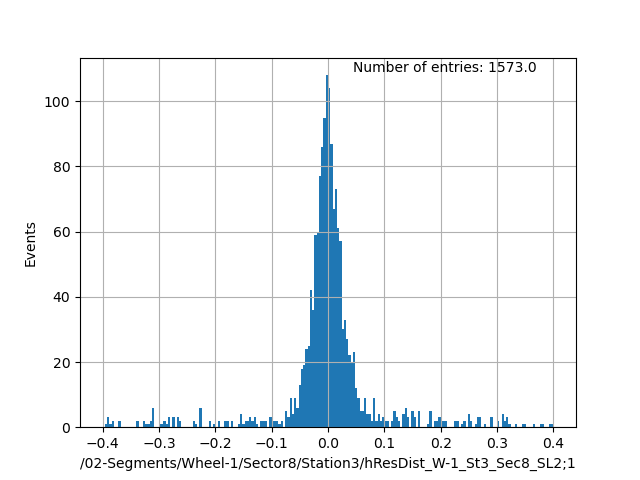 Number of entries: 1573.0
100
80
60
40
20
0
Events
−0.4 −0.3 −0.2 −0.1 0.0 0.1 0.2 0.3 0.4
/02-Segments/Wheel-1/Sector8/Station3/hResDist_W-1_St3_Sec8_SL2;1